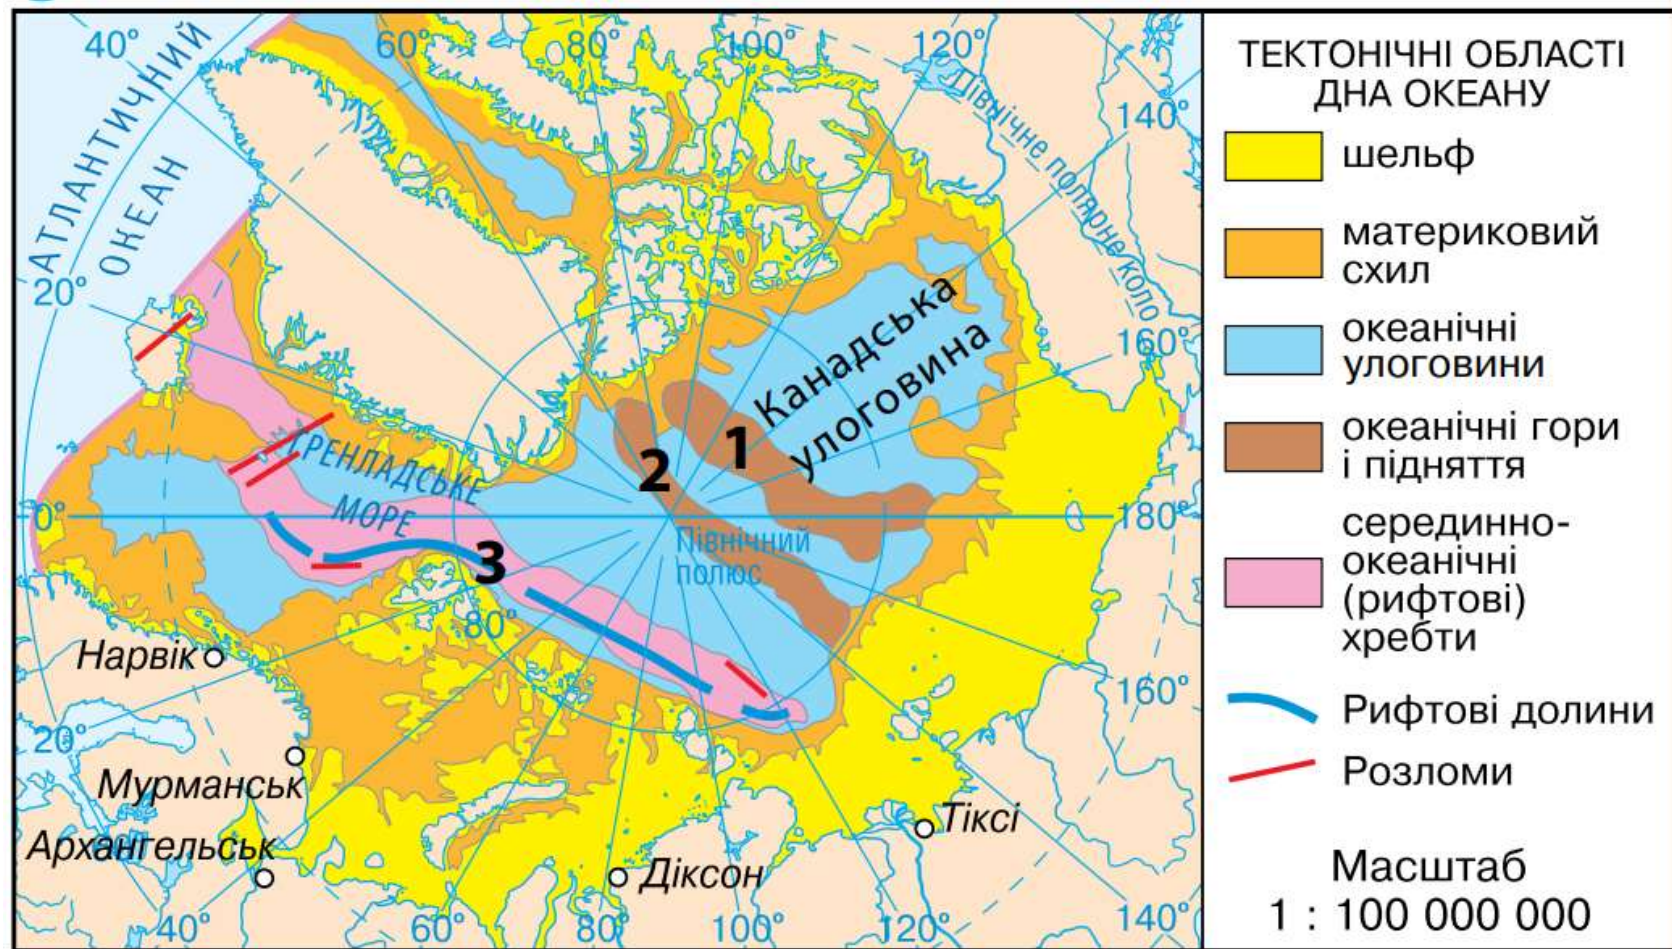 40°
60°
80°
100°
120°
140°
160°
180°
160°
140°
120°
100°
80°
60°
40°
20°
0°
20°
80°
АТЛАНТИЧНИЙ
ОКЕАН
Північне полярне коло
Канадська
улоговина
1
2
3
ГРЕНЛАДСЬКЕ
МОРЕ
Північний
полюс
Нарвік
Мурманськ
Архангельськ
Діксон
Тіксі
ТЕКТОНІЧНІ ОБЛАСТІ
ДНА ОКЕАНУ
шельф
материковий
схил
океанічні
улоговини
океанічні гори
і підняття
серединно-
океанічні
(рифтові)
хребти
Рифтові долини
Розломи
Масштаб
1 : 100 000 000